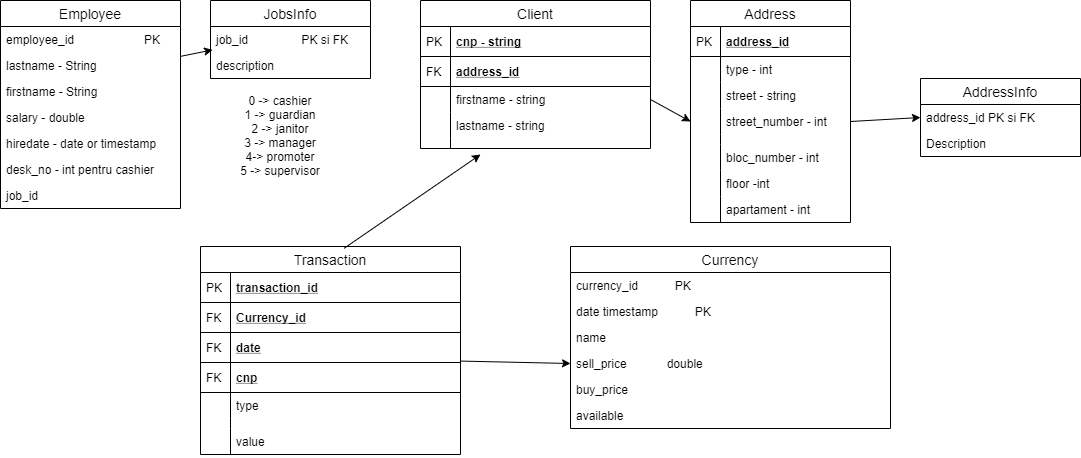 Employee
employee_id PK
lastname - String
firstname - String
salary - double
hiredate - date or timestamp
desk_no - int pentru cashier
job_id
JobsInfo
job_id PK si FK
description
0 -> cashier
1 -> guardian
2 -> janitor
3 -> manager
4-> promoter
5 -> supervisor
Client
PK cnp - string
FK address_id
firstname - string
lastname - string
Address
PK address_id
type - int
street - string
street_number - int
bloc_number - int
floor -int
apartament - int
AddressInfo
address_id PK si FK
Description
Transaction
PK transaction_id
FK Currency_id
FK date
FK cnp
type
value
Currency
currency_id PK
date timestamp PK
name
sell_price double
buy_price
available